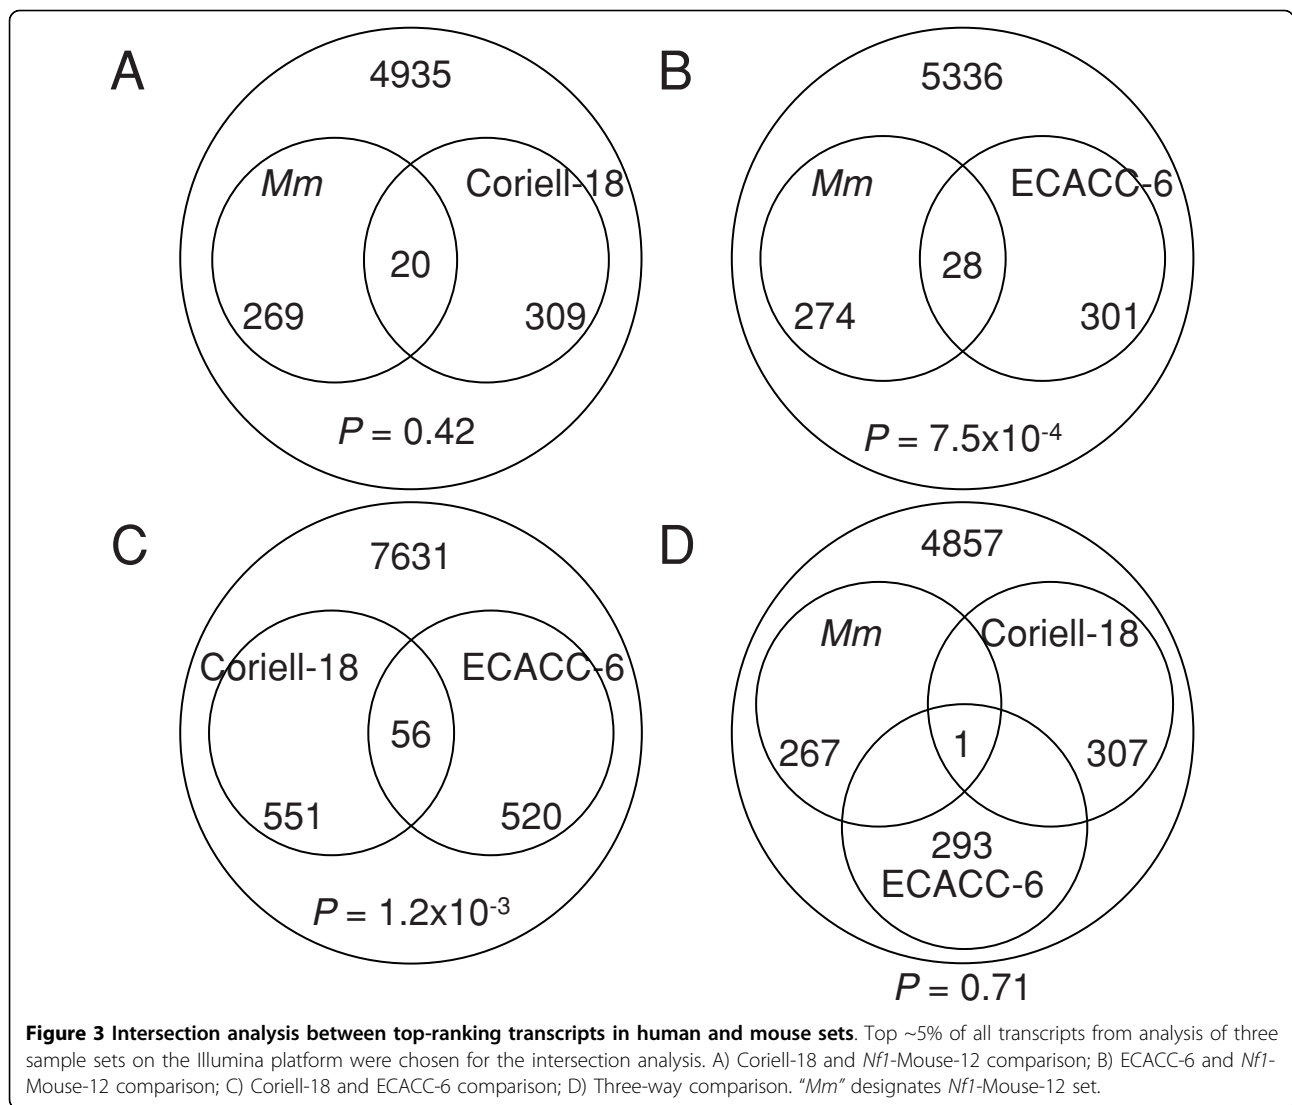 A
4935
Mm
Coriell-18
20
269
309
P = 0.42
B
5336
Mm
ECACC-6
28
274
301
P = 7.5x10-4
C
7631
Coriell-18
ECACC-6
56
551
520
P = 1.2x10-3
D
4857
Mm
Coriell-18
1
267
307
293
ECACC-6
P = 0.71
Figure 3 Intersection analysis between top-ranking transcripts in human and mouse sets. Top ~5% of all transcripts from analysis of three
sample sets on the Illumina platform were chosen for the intersection analysis. A) Coriell-18 and Nf1-Mouse-12 comparison; B) ECACC-6 and Nf1-
Mouse-12 comparison; C) Coriell-18 and ECACC-6 comparison; D) Three-way comparison. “Mm” designates Nf1-Mouse-12 set.